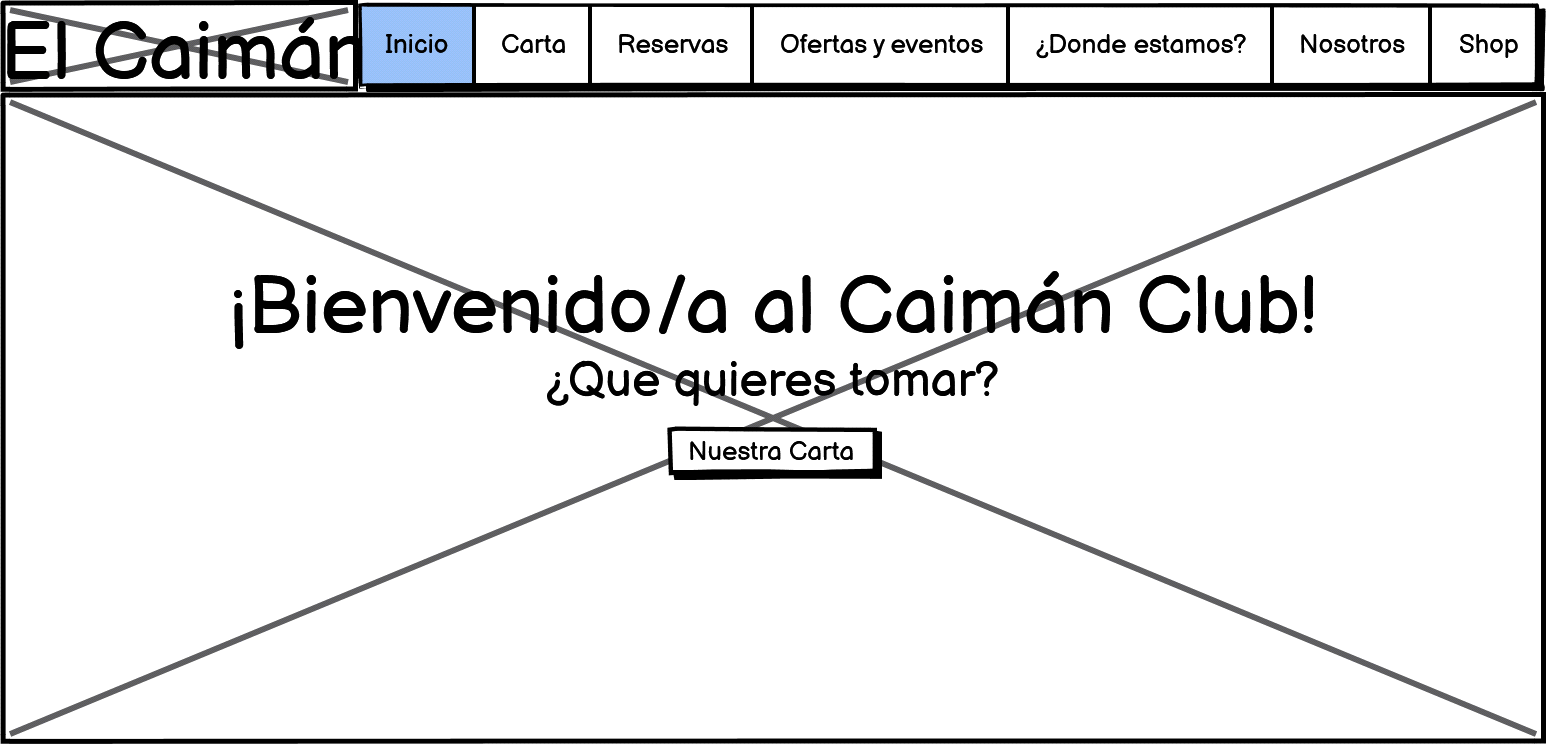 El Caimán
Inicio
Carta
Reservas
Ofertas y eventos
¿Donde estamos?
Nosotros
Shop
¡Bienvenido/a al Caimán Club!
¿Que quieres tomar?
Nuestra Carta